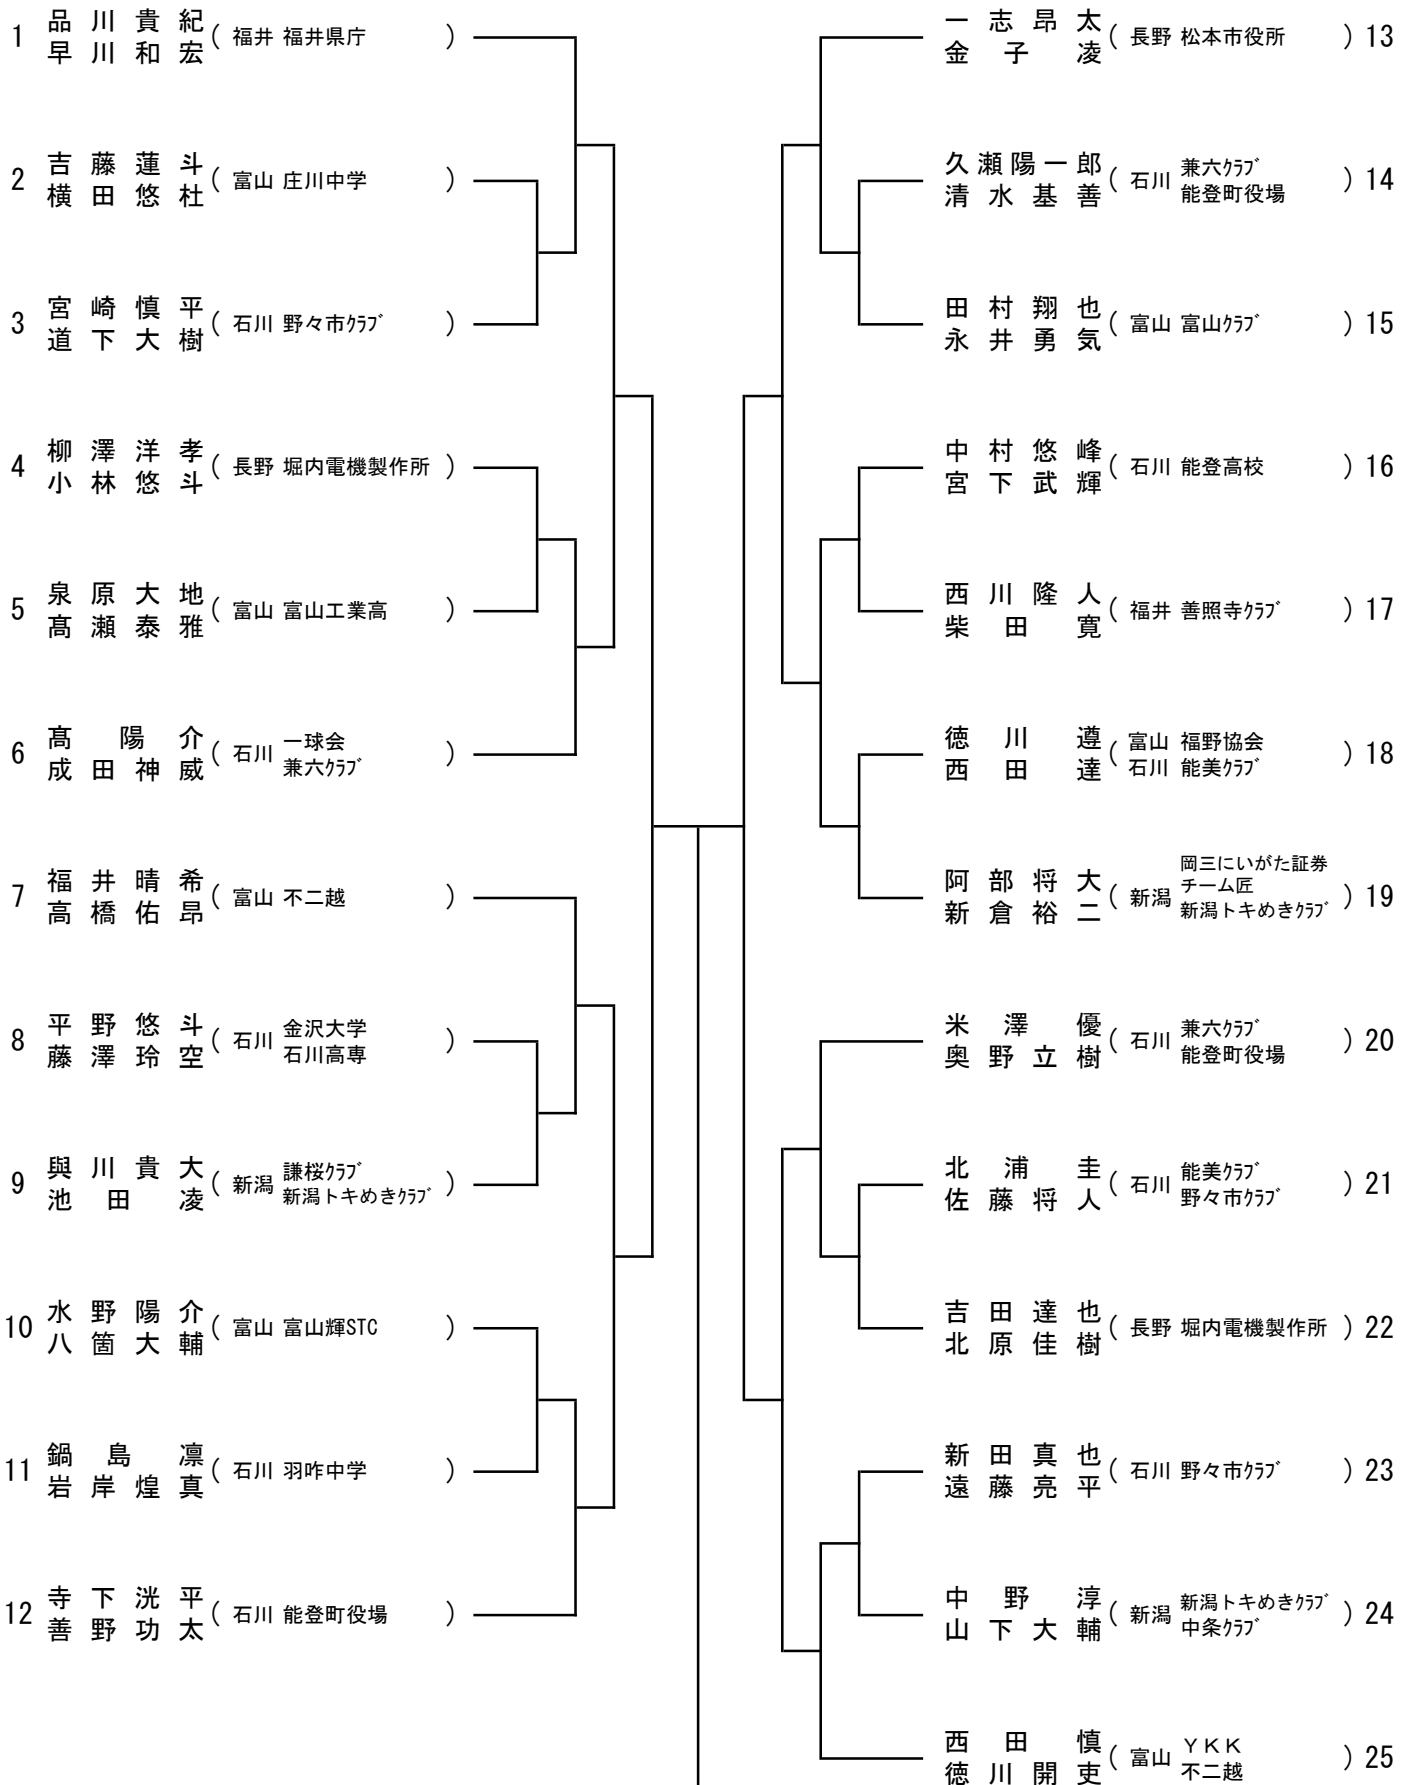 1 品川貴紀 早川和宏 ( 福井 福井県庁 )
2 吉藤蓮斗 横田悠杜 ( 富山 庄川中学 )
3 宮崎慎平 道下大樹 ( 石川 野々市ｸﾗﾌﾞ )
4 柳澤洋孝 小林悠斗 ( 長野 堀内電機製作所 )
5 泉原大地 髙瀬泰雅 ( 富山 富山工業高 )
6 髙陽介 成田神威 ( 石川 一球会 兼六ｸﾗﾌﾞ )
7 福井晴希 高橋佑昂 ( 富山 不二越 )
8 平野悠斗 藤澤玲空 ( 石川 金沢大学 石川高専 )
9 與川貴大 池田凌 ( 新潟 謙桜ｸﾗﾌﾞ 新潟トキめきｸﾗﾌﾞ )
10 水野陽介 八箇大輔 ( 富山 富山輝STC )
11 鍋島凛 岩岸煌真 ( 石川 羽咋中学 )
12 寺下洸平 善野功太 ( 石川 能登町役場 )
一志昂太 金子凌 ( 長野 松本市役所 ) 13
久瀬陽一郎 清水基善 ( 石川 兼六ｸﾗﾌﾞ 能登町役場 ) 14
田村翔也 永井勇気 ( 富山 富山ｸﾗﾌﾞ ) 15
中村悠峰 宮下武輝 ( 石川 能登高校 ) 16
西川隆人 柴田寛 ( 福井 善照寺ｸﾗﾌﾞ ) 17
徳川遵 西田達 ( 富山 福野協会 石川 能美ｸﾗﾌﾞ ) 18
阿部将大 新倉裕二 ( 新潟 岡三にいがた証券 チーム匠 新潟トキめきｸﾗﾌﾞ ) 19
米澤優 奥野立樹 ( 石川 兼六ｸﾗﾌﾞ 能登町役場 ) 20
北浦圭 佐藤将人 ( 石川 能美ｸﾗﾌﾞ 野々市ｸﾗﾌﾞ ) 21
吉田達也 北原佳樹 ( 長野 堀内電機製作所 ) 22
新田真也 遠藤亮平 ( 石川 野々市ｸﾗﾌﾞ ) 23
中野淳 山下大輔 ( 新潟 新潟トキめきｸﾗﾌﾞ 中条ｸﾗﾌﾞ ) 24
西田慎 徳川開吏 ( 富山 ＹＫＫ 不二越 ) 25